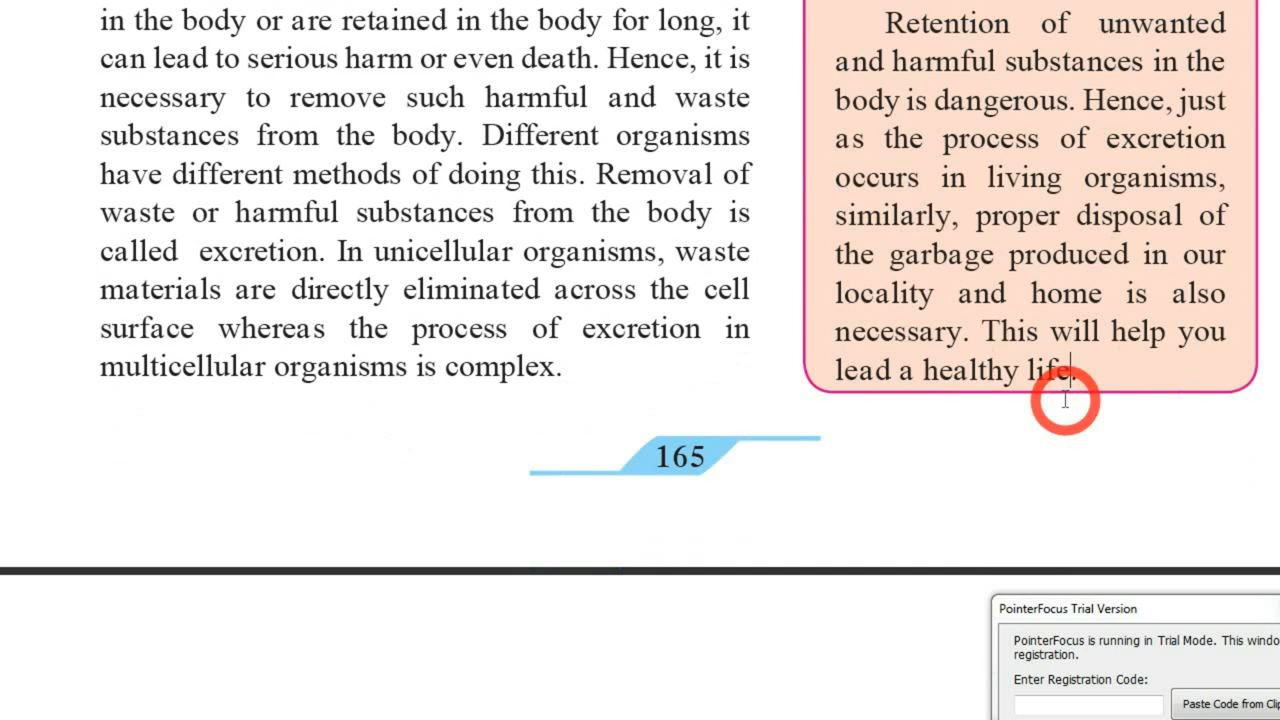 in the body or are retained in the body for long, it
can lead to serious harm or even death. Hence, it is
necessary to remove such harmful and waste
substances from the body. Different organisms
have different methods of doing this. Removal of
waste or harmful substances from the body is
called excretion. In unicellular organisms, waste
materials are directly eliminated across the cell
surface whereas the process of excretion in
multicellular organisms is complex.
Retention of unwanted
and harmful substances in the
body is dangerous. Hence, just
as the process of excretion
occurs in living organisms,
similarly, proper disposal of
the garbage produced in our
locality and home is also
necessary. This will help you
lead a healthy life.
165
PointerFocus Trial Version
PointerFocus is running in Trial Mode. This windo
registration.
Enter Registration Code:
Paste Code from Clip